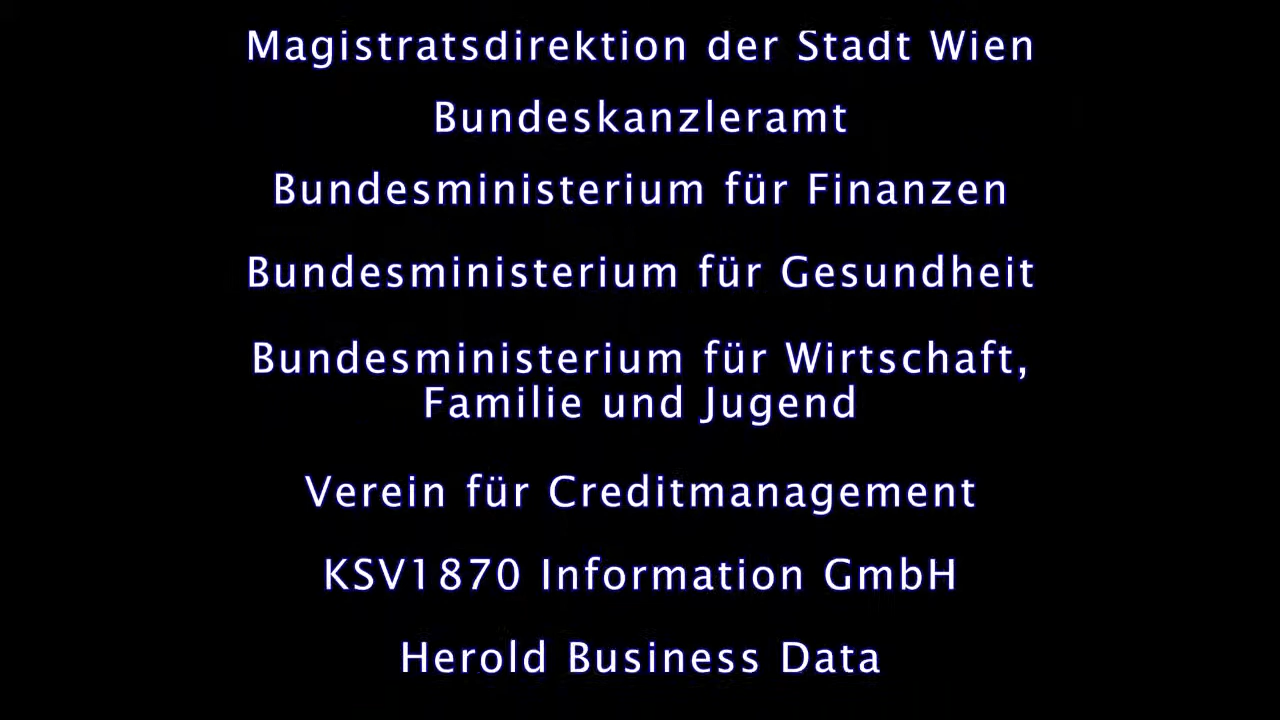 Magistratsdirektion der Stadt Wien
Bundeskanzleramt
Bundesministerium für Finanzen
Bundesministerium für Gesundheit
Bundesministerium für Wirtschaft,
Familie und Jugend
Verein für Creditmanagement
KSV1870 Information GmbH
Herold Business Data